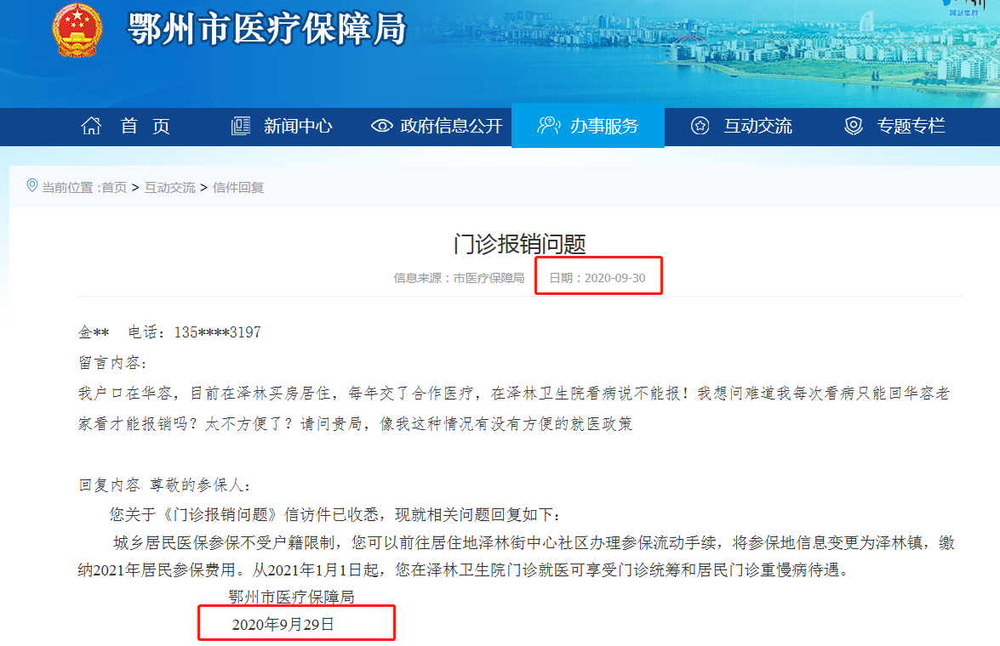 鄂州市医疗保障局
网站集群
首 页
新闻中心
政府信息公开
办事服务
互动交流
专题专栏
当前位置 :首页 > 互动交流 > 信件回复
门诊报销问题
信息来源：市医疗保障局 日期：2020-09-30
金** 电话：135****3197
留言内容：
我户口在华容，目前在泽林买房居住，每年交了合作医疗，在泽林卫生院看病说不能报！我想问难道我每次看病只能回华容老
家看才能报销吗？太不方便了？请问贵局，像我这种情况有没有方便的就医政策
回复内容 尊敬的参保人：
您关于《门诊报销问题》信访件已收悉，现就相关问题回复如下：
城乡居民医保参保不受户籍限制，您可以前往居住地泽林街中心社区办理参保流动手续，将参保地信息变更为泽林镇，缴
纳2021年居民参保费用。从2021年1月1日起，您在泽林卫生院门诊就医可享受门诊统筹和居民门诊重慢病待遇。
鄂州市医疗保障局
2020年9月29日